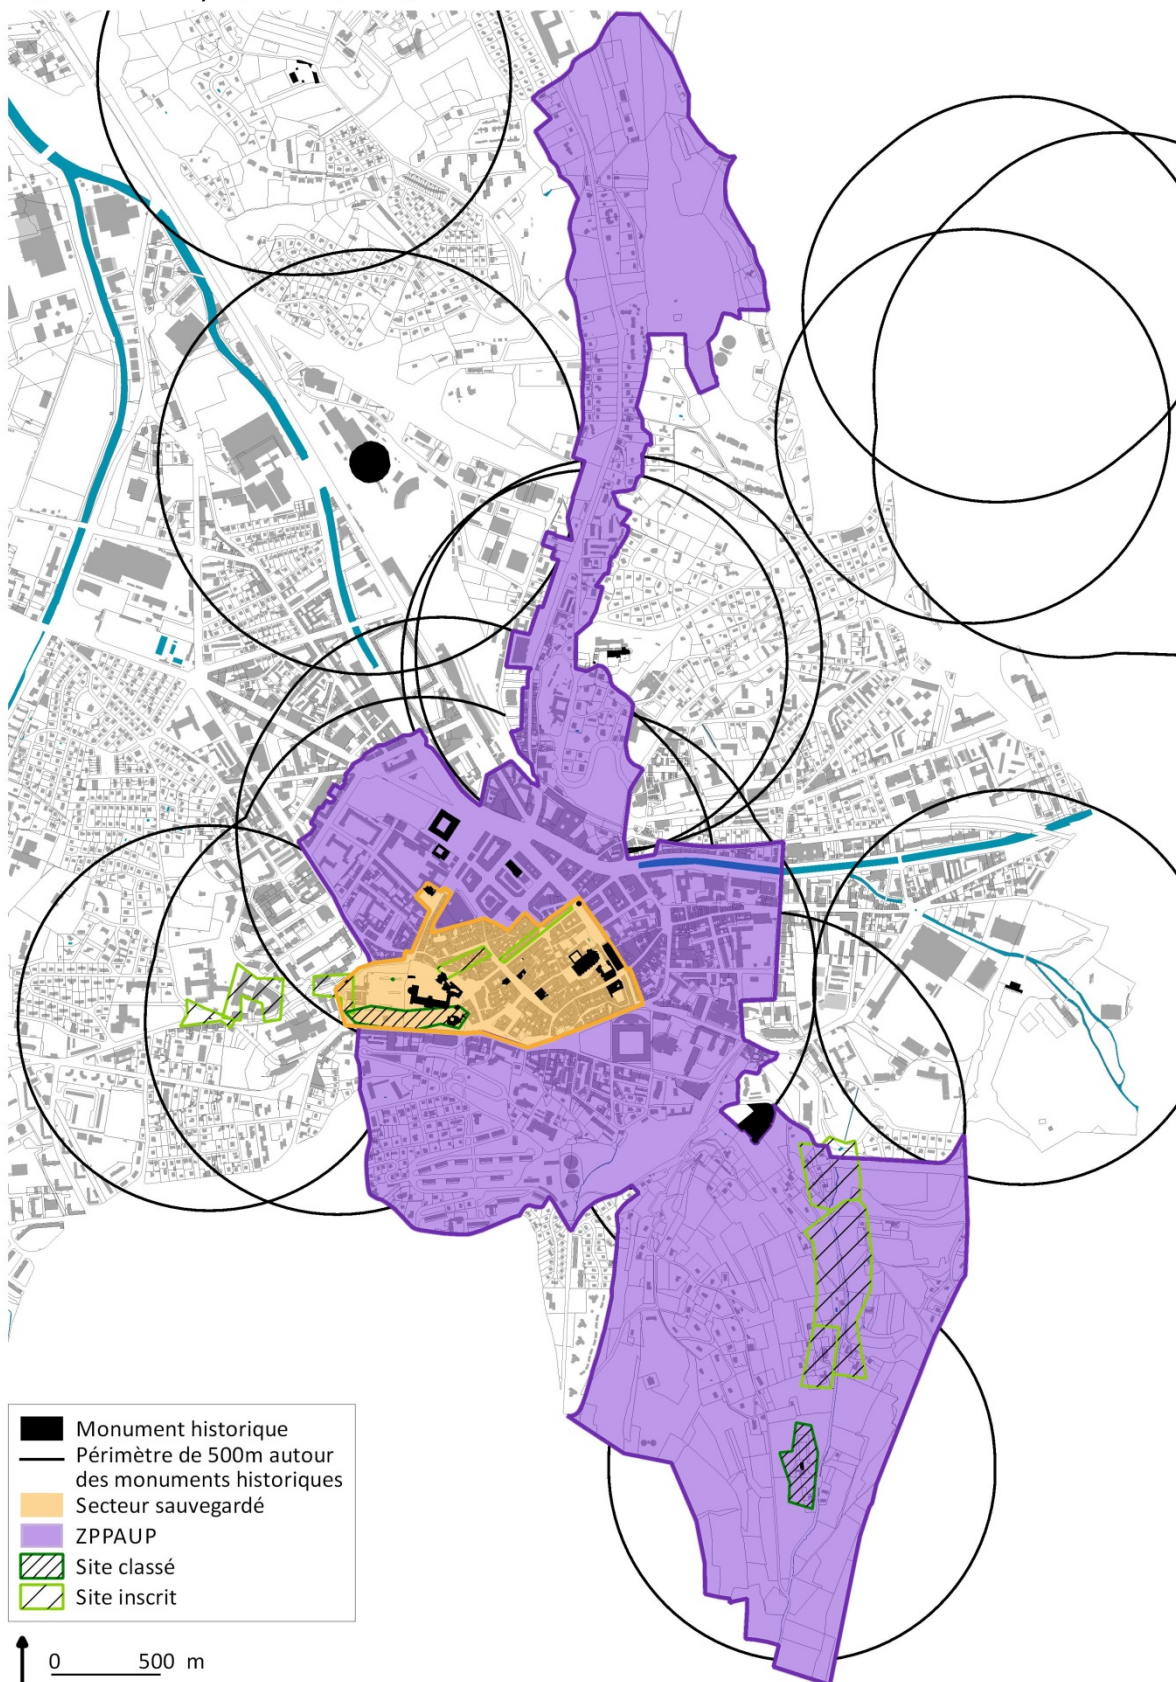 Monument historique
Périmètre de 500m autour
des monuments historiques
Secteur sauvegardé
ZPPAUP
Site classé
Site inscrit
0 500 m